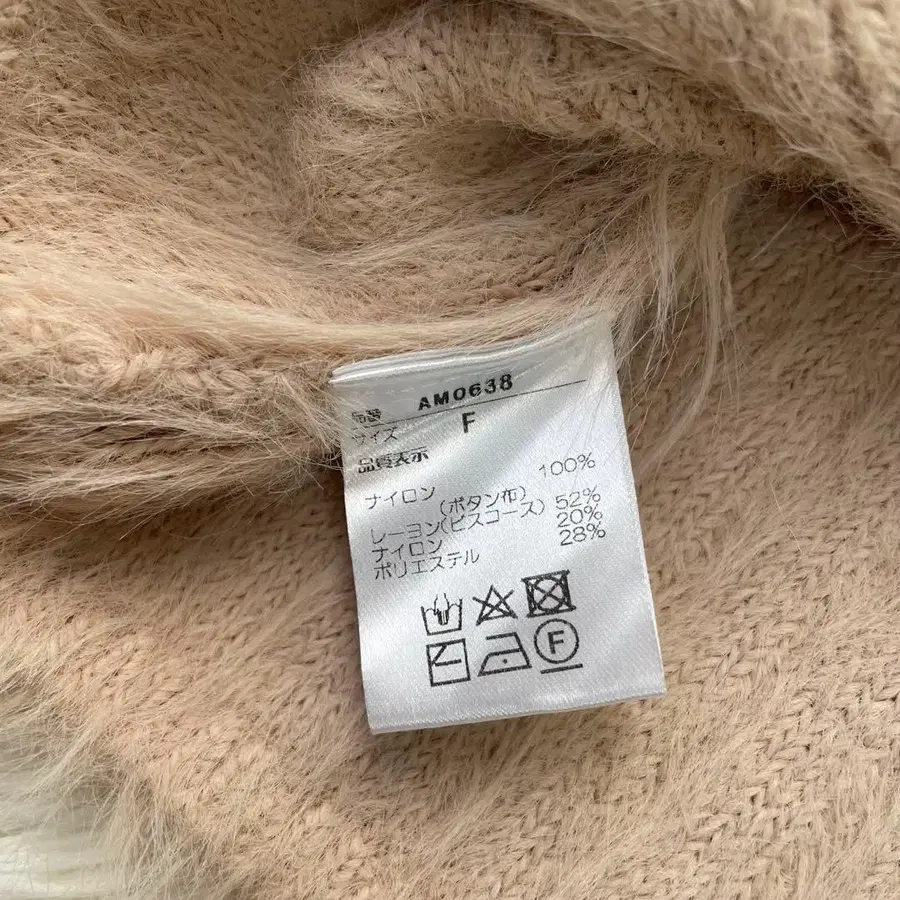 品番 AM0638
サイズ F
品質表示
ナイロン 100%
(ボタン布)
レーヨン(ビスコース) 52%
ナイロン 20%
ポリエステル 28%
F